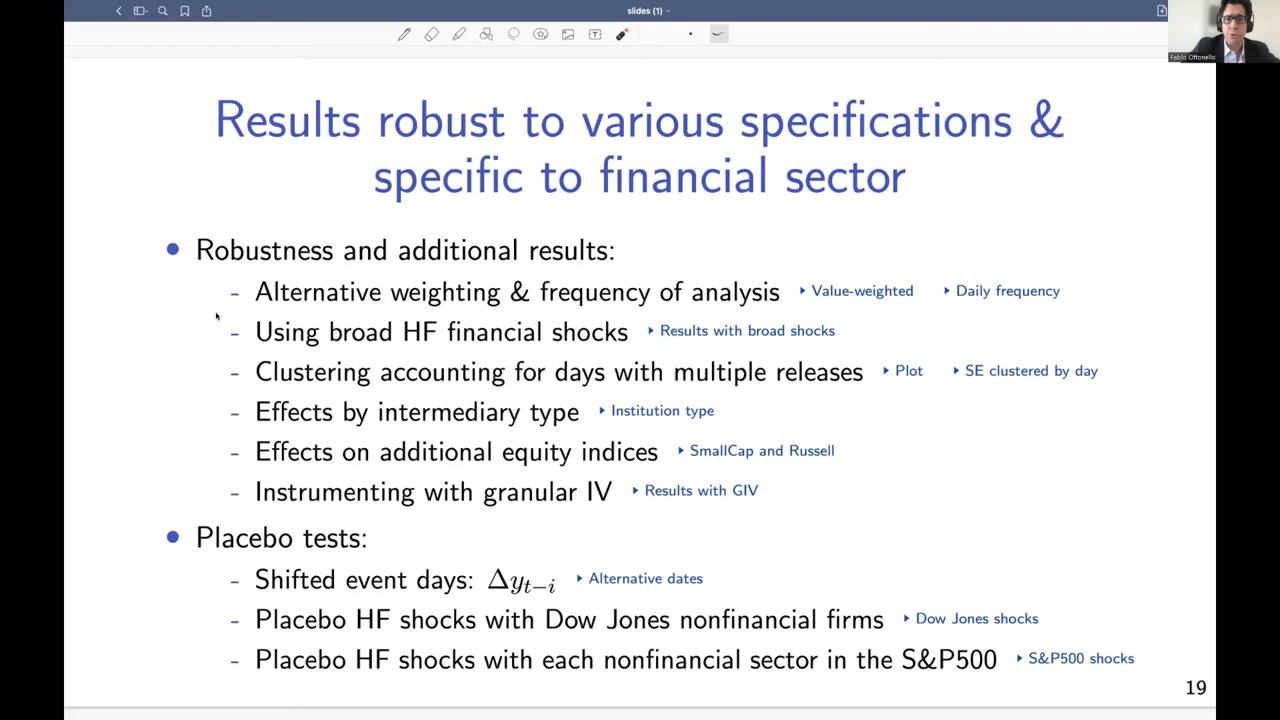 slides (1)
Pablo Ottonello
Results robust to various specifications &
specific to financial sector
• Robustness and additional results:
- Alternative weighting & frequency of analysis ▸ Value-weighted ▸ Daily frequency
- Using broad HF financial shocks ▸ Results with broad shocks
- Clustering accounting for days with multiple releases ▸ Plot ▸ SE clustered by day
- Effects by intermediary type ▸ Institution type
- Effects on additional equity indices ▸ SmallCap and Russell
- Instrumenting with granular IV ▸ Results with GIV
• Placebo tests:
- Shifted event days: Δy_{t−i} ▸ Alternative dates
- Placebo HF shocks with Dow Jones nonfinancial firms ▸ Dow Jones shocks
- Placebo HF shocks with each nonfinancial sector in the S&P500 ▸ S&P500 shocks
19